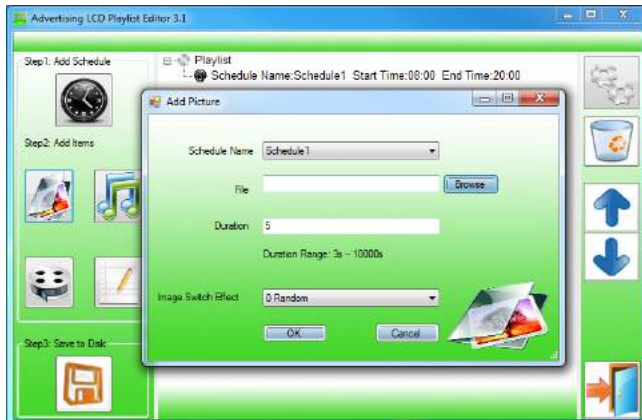 Advertising LCD Playlist Editor 3.1
Step1: Add Schedule
Playlist
Schedule Name:Schedule1 Start Time:08:00 End Time:20:00
Add Picture
Step2: Add Items
Schedule Name
Schedule1
File
Browse
Duration
5
Duration Range: 3s -- 10000s
Image Switch Effect
0 Random
OK
Cancel
Step3: Save to Disk